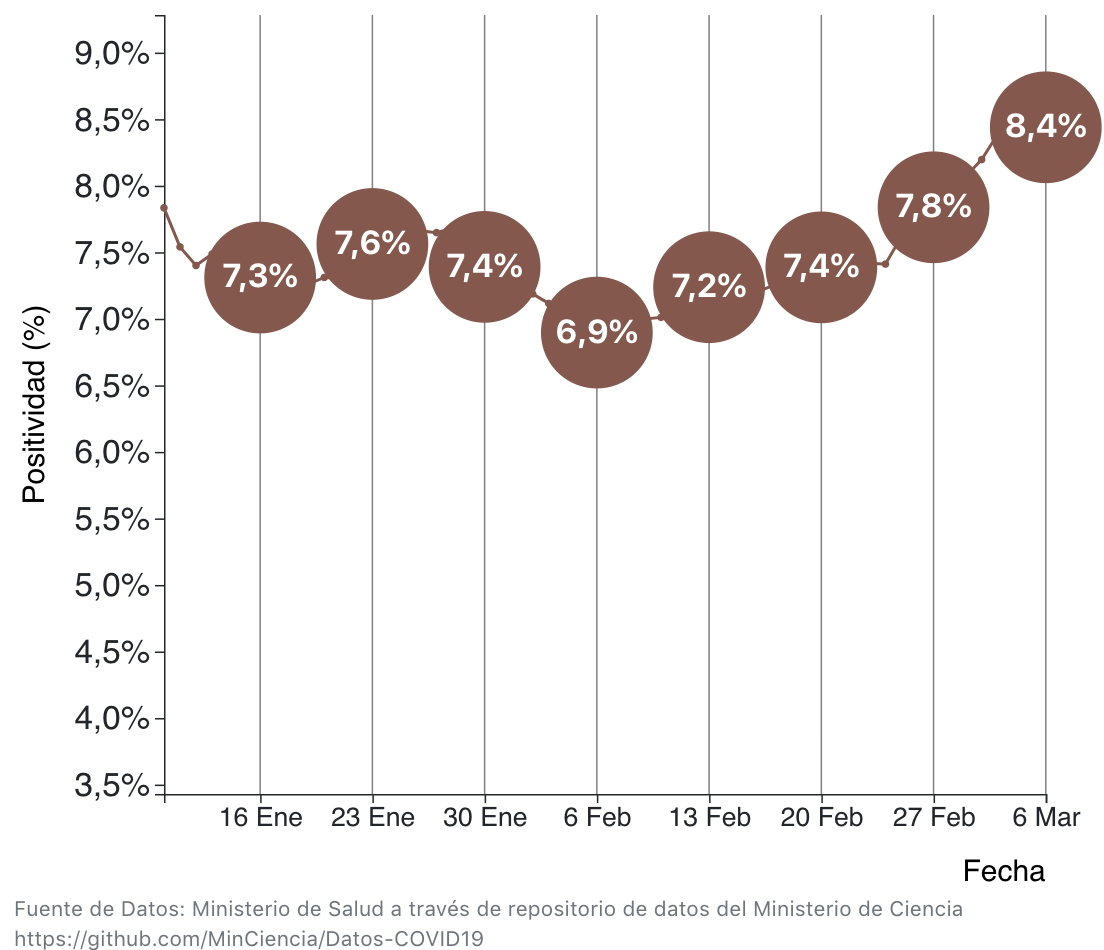 9,0%
8,5%
8,0%
7,5%
7,0%
6,5%
6,0%
5,5%
5,0%
4,5%
4,0%
3,5%
Positividad (%)
7,3%
7,6%
7,4%
6,9%
7,2%
7,4%
7,8%
8,4%
16 Ene
23 Ene
30 Ene
6 Feb
13 Feb
20 Feb
27 Feb
6 Mar
Fecha
Fuente de Datos: Ministerio de Salud a través de repositorio de datos del Ministerio de Ciencia
https://github.com/MinCiencia/Datos-COVID19